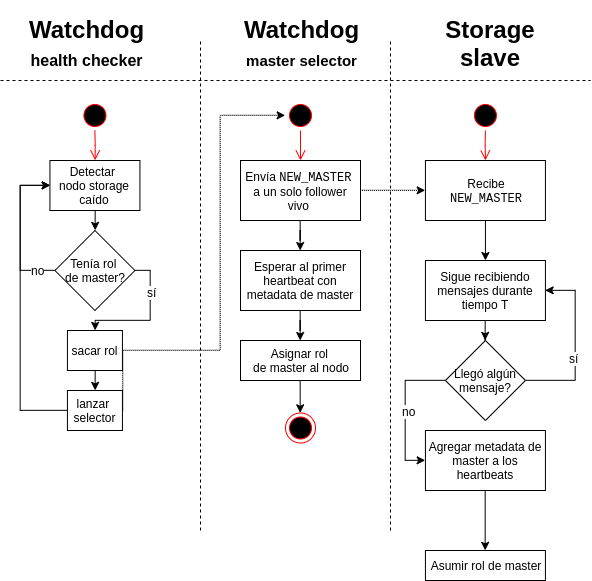 Watchdog
health checker
Watchdog
master selector
Storage
slave
Detectar
nodo storage
caído
Tenía rol
de master?
no
sí
sacar rol
lanzar
selector
Envía NEW_MASTER
a un solo follower
vivo
Esperar al primer
heartbeat con
metadata de master
Asignar rol
de master al nodo
Recibe
NEW_MASTER
Sigue recibiendo
mensajes durante
tiempo T
Llegó algún
mensaje?
sí
no
Agregar metadata de
master a los
heartbeats
Asumir rol de master